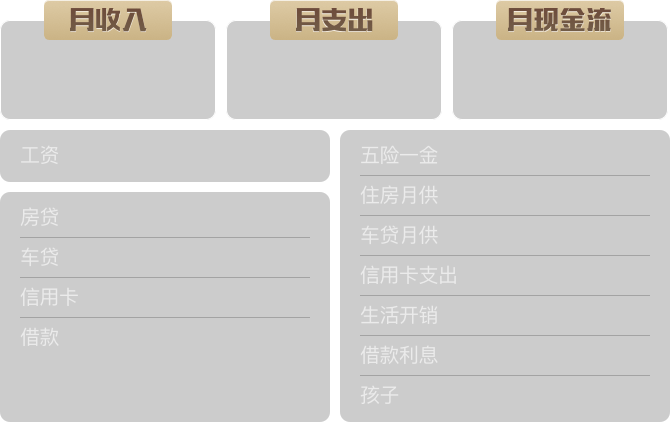 月收入
月支出
月现金流
工资
房贷
车贷
信用卡
借款
五险一金
住房月供
车贷月供
信用卡支出
生活开销
借款利息
孩子